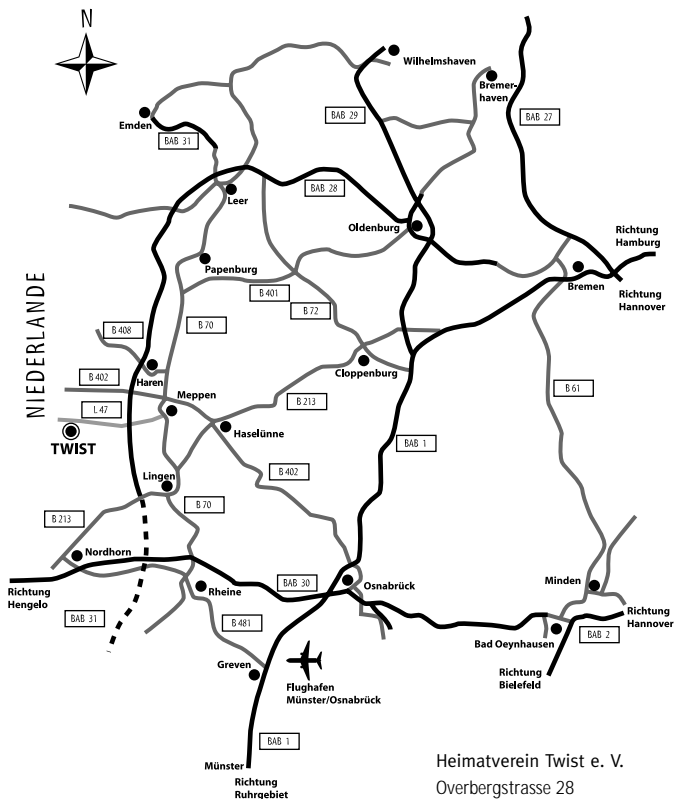 N
Wilhelmshaven
Bremer-
haven
Emden
BAB 29
BAB 27
BAB 31
BAB 28
Leer
Oldenburg
Richtung
Hamburg
Papenburg
Bremen
B 401
Richtung
Hannover
NIEDERLANDE
B 72
B 70
B 408
Haren
Cloppenburg
B 402
Meppen
B 61
L 47
B 213
Haselünne
TWIST
BAB 1
Lingen
B 402
B 70
B 213
Nordhorn
Richtung
Hengelo
BAB 30
Osnabrück
Minden
Rheine
BAB 31
B 481
Richtung
Hannover
BAB 2
Bad Oeynhausen
Greven
Flughafen
Münster/Osnabrück
Richtung
Bielefeld
BAB 1
Münster
Richtung
Ruhrgebiet
Heimatverein Twist e. V.
Overbergstrasse 28